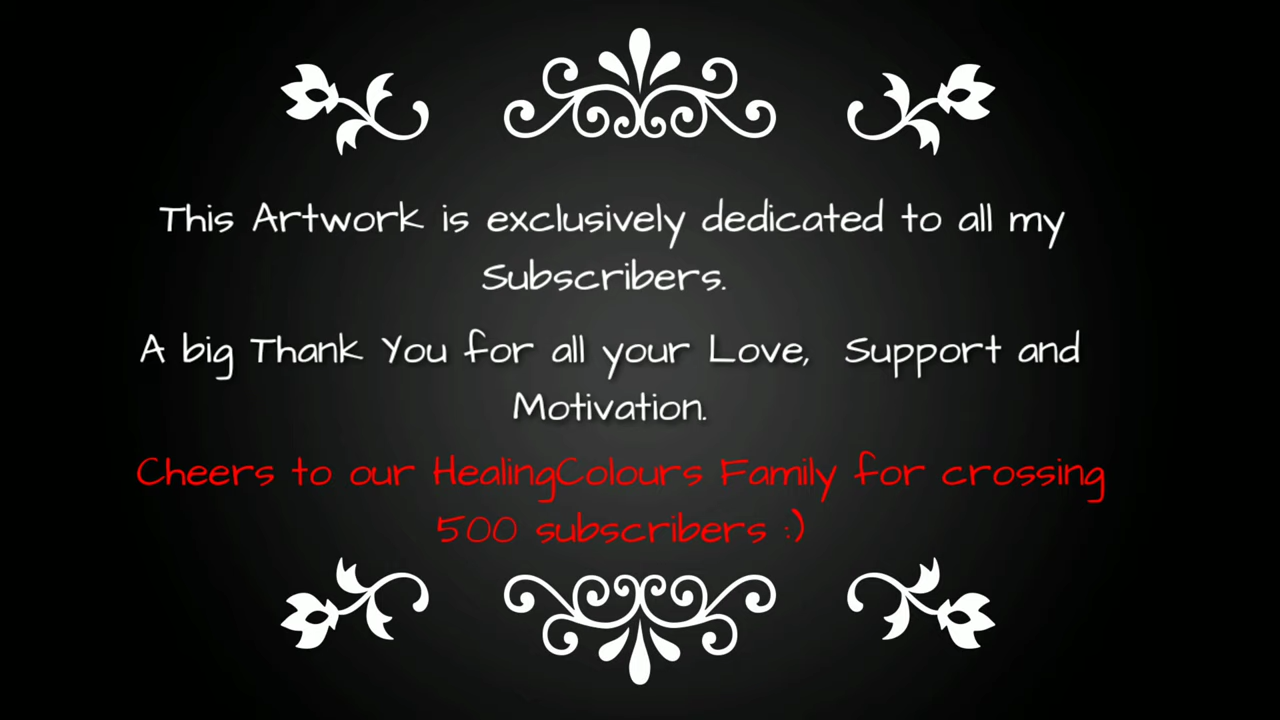 This Artwork is exclusively dedicated to all my
Subscribers.
A big Thank You for all your Love, Support and
Motivation.
Cheers to our HealingColours Family for crossing
500 subscribers :)